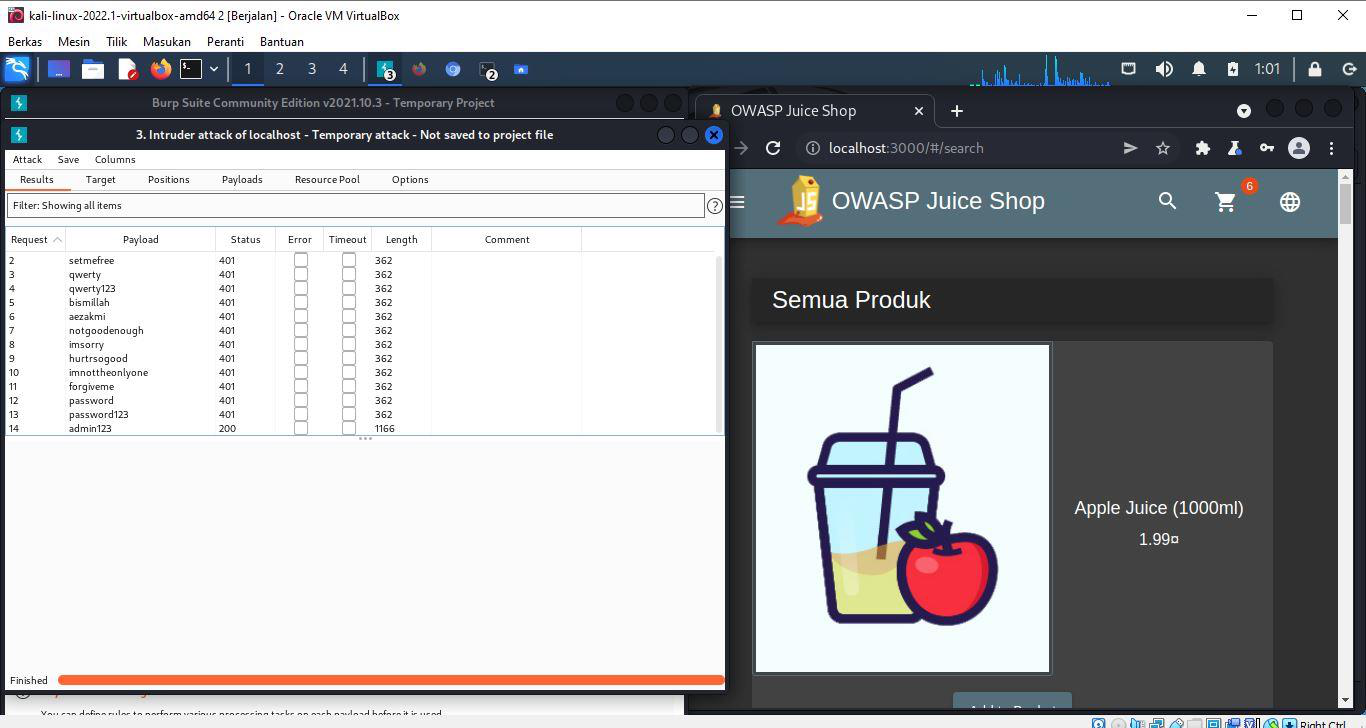 kali-linux-2022.1-virtualbox-amd64 2 [Berjalan] - Oracle VM VirtualBox
Berkas Mesin Tilik Masukan Peranti Bantuan
1 2 3 4 3 2 1:01
Burp Suite Community Edition v2021.10.3 - Temporary Project
3. Intruder attack of localhost - Temporary attack - Not saved to project file
Attack Save Columns
Results Target Positions Payloads Resource Pool Options
Filter: Showing all items
?
Request Payload Status Error Timeout Length Comment
2 setmefree 401 362
3 qwerty 401 362
4 qwerty123 401 362
5 bismillah 401 362
6 aezakmi 401 362
7 notgoodenough 401 362
8 imsorry 401 362
9 hurtrsogood 401 362
10 imnottheonlyone 401 362
11 forgiveme 401 362
12 password 401 362
13 password123 401 362
14 admin123 200 1166
Finished
You can define rules to perform various processing tasks on each payload before it is used.
OWASP Juice Shop
localhost:3000/#/search
JS
OWASP Juice Shop
6
Semua Produk
Apple Juice (1000ml)
1.99¤
Add to Basket
Right Ctrl